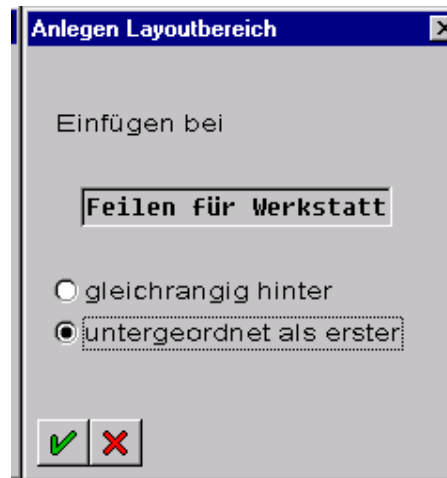 Anlegen Layoutbereich
Einfügen bei
Feilen für Werkstatt
gleichrangig hinter
untergeordnet als erster